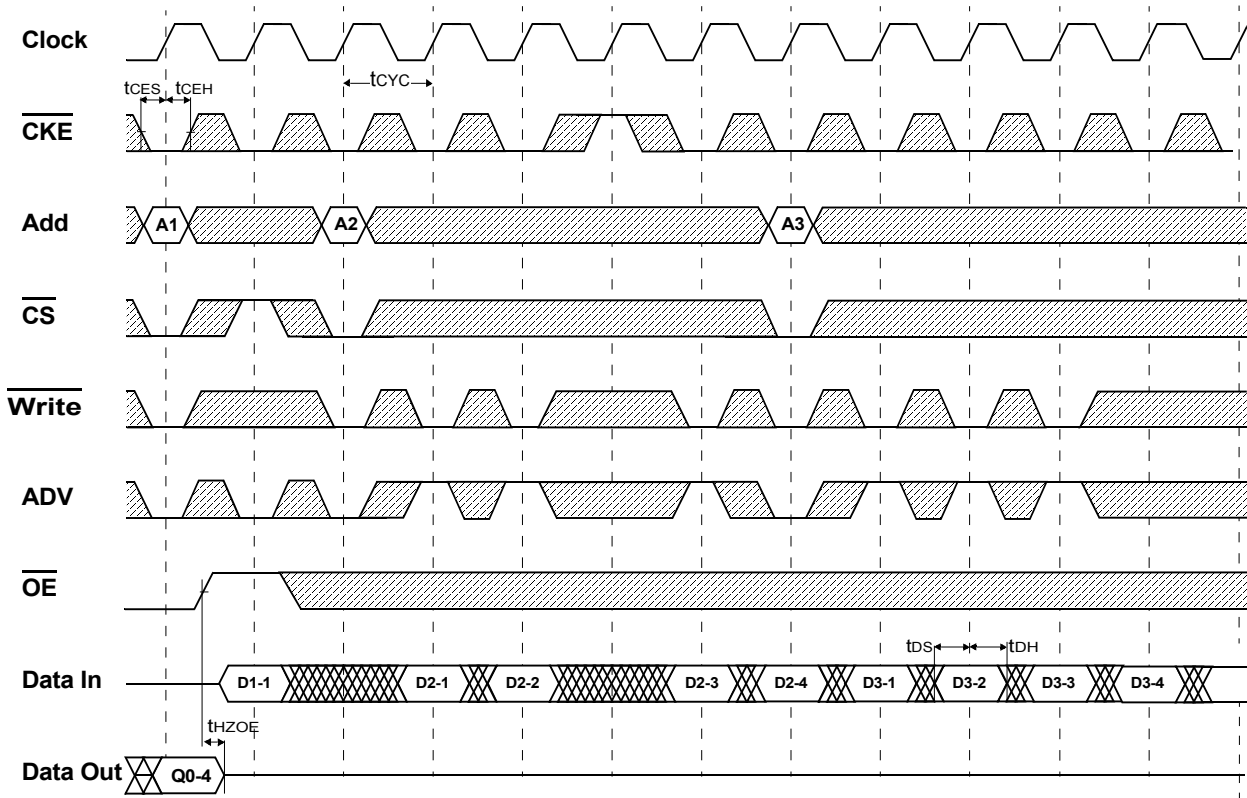 Clock
tCYC
tCES tCEH
CKE
Add A1 A2 A3
CS
Write
ADV
OE
tDS tDH
Data In D1-1 D2-1 D2-2 D2-3 D2-4 D3-1 D3-2 D3-3 D3-4
tHZOE
Data Out Q0-4